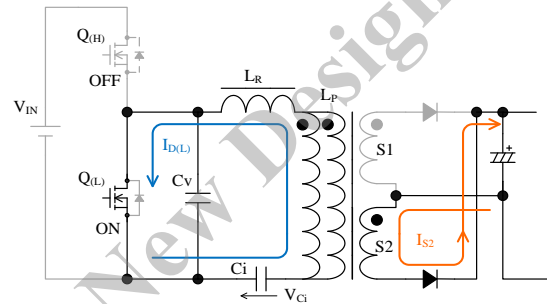 Q(H)
OFF
VIN
LR
LP
ID(L)
Cv
Q(L)
ON
Ci
VCi
S1
S2
IS2
+
New Design